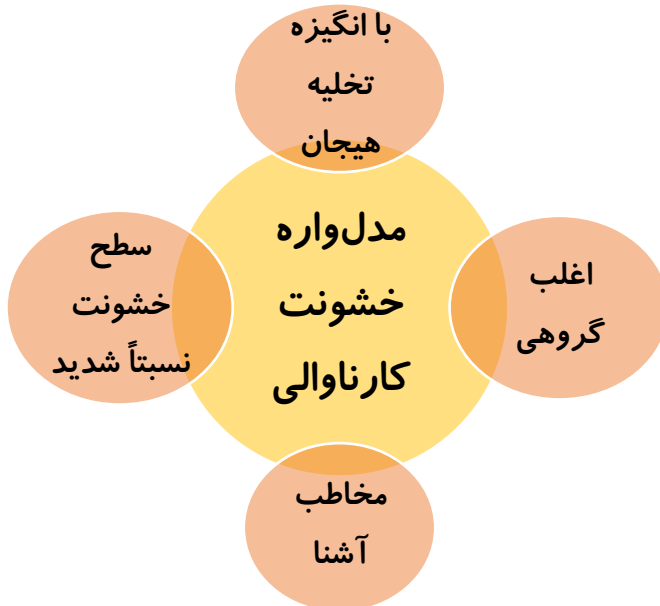 با انگیزه
تخلیه
هیجان
مدل‌واره
خشونت
کارناوالی
اغلب
گروهی
سطح
خشونت
نسبتاً شدید
مخاطب
آشنا